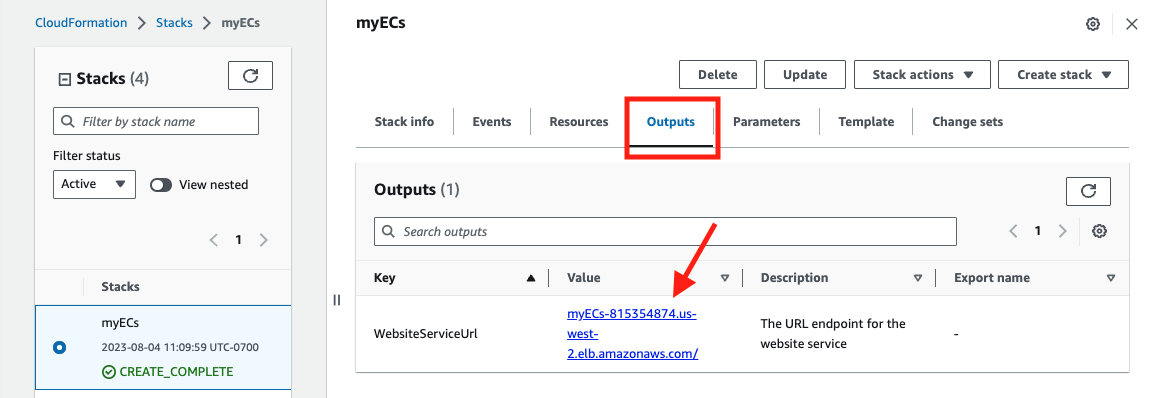 CloudFormation > Stacks > myECs
Stacks (4)
Filter by stack name
Filter status
Active
View nested
1
Stacks
myECs
2023-08-04 11:09:59 UTC-0700
CREATE_COMPLETE
myECs
Delete
Update
Stack actions
Create stack
Stack info
Events
Resources
Outputs
Parameters
Template
Change sets
Outputs (1)
Search outputs
1
Key
Value
Description
Export name
WebsiteServiceUrl
myECs-815354874.us-
west-
2.elb.amazonaws.com/
The URL endpoint for the
website service
-